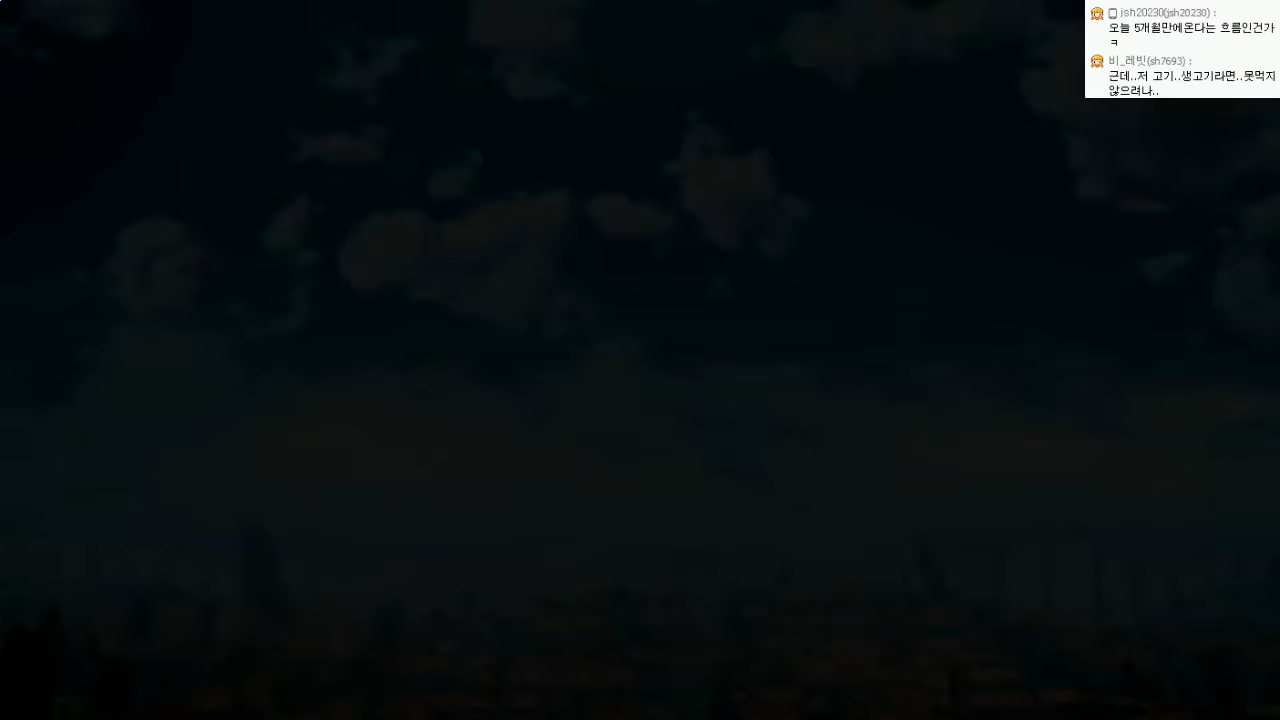 jsh20230(jsh20230) :
오늘 5개월만에온다는 흐름인건가
ㅋ
비_레빗(sh7693) :
근데..저 고기..생고기라면..못먹지
않으려나..